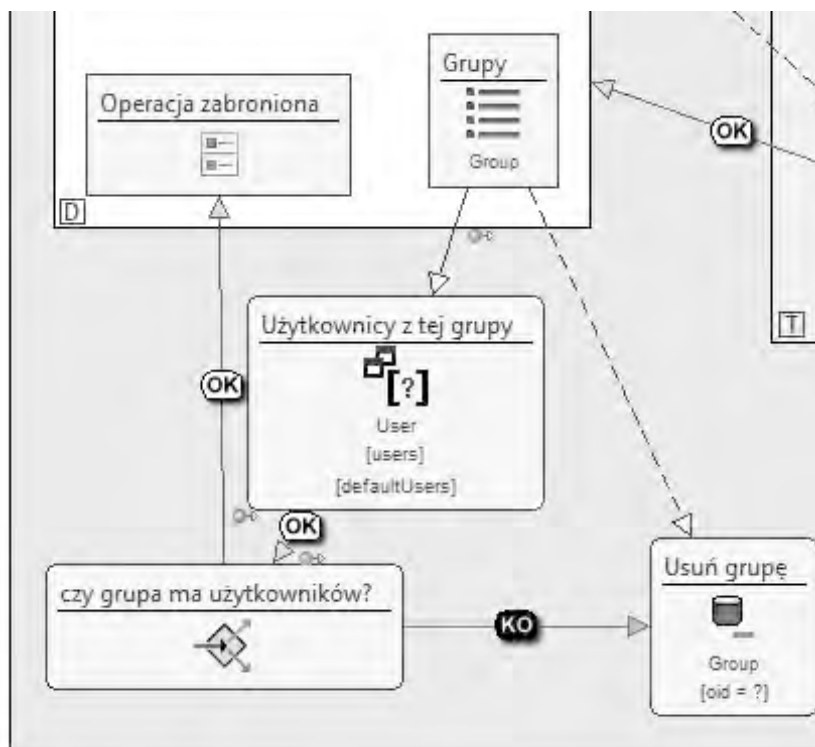 Grupy
Group
Operacja zabroniona
OK
D
Użytkownicy z tej grupy
[?]
User
[users]
[defaultUsers]
T
OK
OK
czy grupa ma użytkowników?
KO
Usuń grupę
Group
[oid = ?]